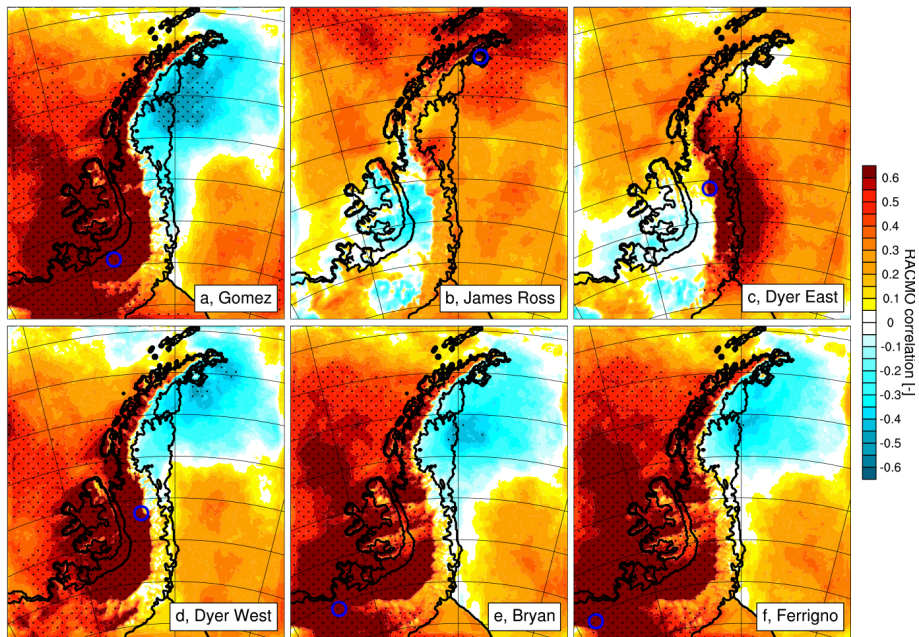 a, Gomez
b, James Ross
c, Dyer East
d, Dyer West
e, Bryan
f, Ferrigno
0.6
0.5
0.4
0.3
0.2
0.1
0
-0.1
-0.2
-0.3
-0.4
-0.5
-0.6
RACMO correlation [-]